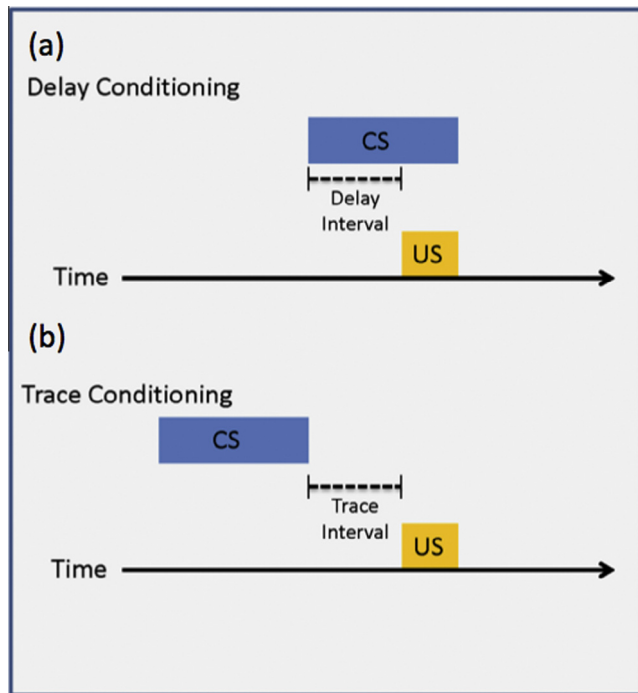 (a)
Delay Conditioning
CS
Delay
Interval
US
Time
(b)
Trace Conditioning
CS
Trace
Interval
US
Time